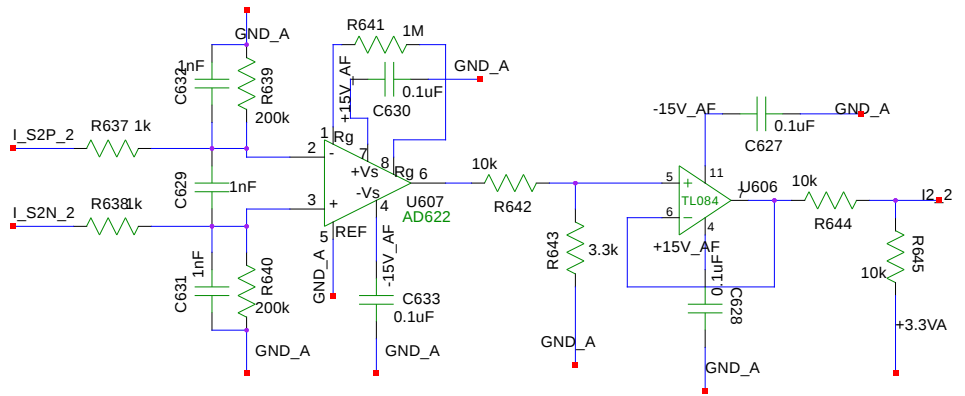 GND_A
R641
1M
1nF
C632
R639
200k
+15V_AF
GND_A
C630
0.1uF
-15V_AF
GND_A
0.1uF
C627
I_S2P_2
R637 1k
1
Rg
2
-
7
+Vs
8
Rg
6
C629
1nF
-Vs
U607
AD622
10k
R642
5
+
11
TL084
7
U606
10k
R644
I2_2
I_S2N_2
R638
1k
3
+
4
5
REF
6
−
4
+15V_AF
1nF
C631
R640
200k
GND_A
-15V_AF
C633
0.1uF
R643
3.3k
0.1uF
C628
R645
10k
+3.3VA
GND_A
GND_A
GND_A
GND_A